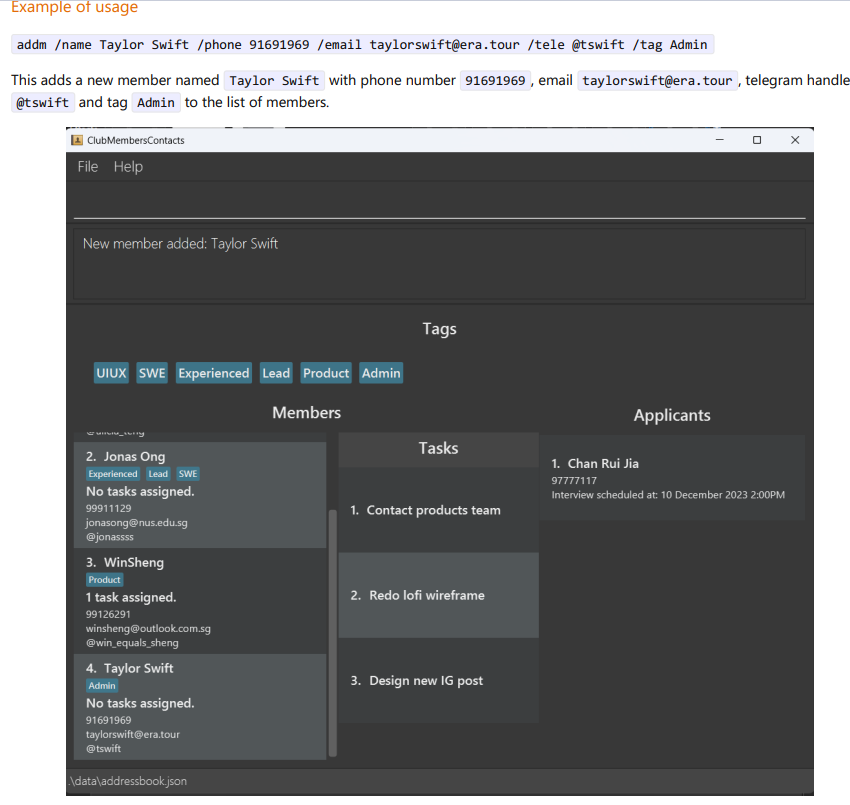 Example of usage
addm /name Taylor Swift /phone 91691969 /email taylorswift@era.tour /tele @tswift /tag Admin
This adds a new member named Taylor Swift with phone number 91691969, email taylorswift@era.tour, telegram handle
@tswift and tag Admin to the list of members.
ClubMembersContacts
File Help
New member added: Taylor Swift
Tags
UIUX SWE Experienced Lead Product Admin
Members
2. Jonas Ong
Experienced Lead SWE
No tasks assigned.
99911129
jonasong@nus.edu.sg
@jonassss
3. WinSheng
Product
1 task assigned.
99126291
winsheng@outlook.com.sg
@win_equals_sheng
4. Taylor Swift
Admin
No tasks assigned.
91691969
taylorswift@era.tour
@tswift
Tasks
1. Contact products team
2. Redo lofi wireframe
3. Design new IG post
Applicants
1. Chan Rui Jia
97777117
Interview scheduled at: 10 December 2023 2:00PM
.\data\addressbook.json